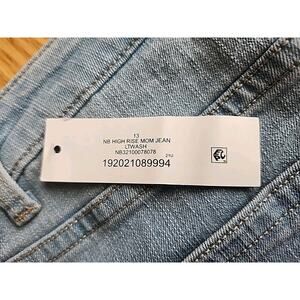 13
NB HIGH RISE MOM JEAN
LTWASH
NB32100078078
192021089994